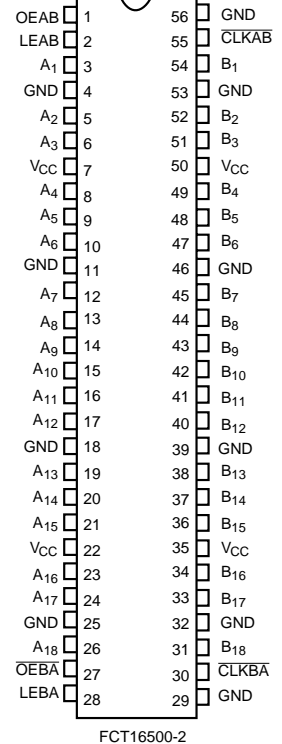 OEAB 1 56 GND
LEAB 2 55 CLKAB
A1 3 54 B1
GND 4 53 GND
A2 5 52 B2
A3 6 51 B3
VCC 7 50 VCC
A4 8 49 B4
A5 9 48 B5
A6 10 47 B6
GND 11 46 GND
A7 12 45 B7
A8 13 44 B8
A9 14 43 B9
A10 15 42 B10
A11 16 41 B11
A12 17 40 B12
GND 18 39 GND
A13 19 38 B13
A14 20 37 B14
A15 21 36 B15
VCC 22 35 VCC
A16 23 34 B16
A17 24 33 B17
GND 25 32 GND
A18 26 31 B18
OEBA 27 30 CLKBA
LEBA 28 29 GND
FCT16500-2